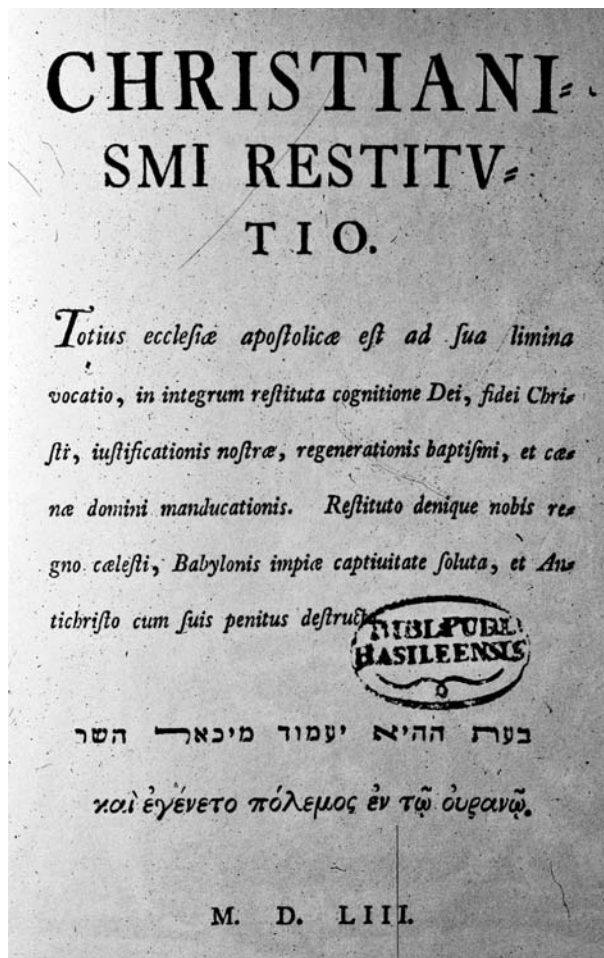 CHRISTIANI⸗
SMI RESTITV⸗
TIO.
Totius eccleſiæ apoſtolicæ eſt ad ſua limina
vocatio, in integrum reſtituta cognitione Dei, fidei Chri⸗
ſti, iuſtificationis noſtræ, regenerationis baptiſmi, et cæ⸗
næ domini manducationis. Reſtituto denique nobis re⸗
gno cæleſti, Babylonis impiæ captiuitate ſoluta, et An⸗
tichriſto cum ſuis penitus deſtruct
BIBL. PUBL.
BASILEENSIS
בעת ההיא יעמוד מיכאל השר
καὶ ἐγένετο πόλεμος ἐν τῷ οὐρανῷ.
M. D. LIII.